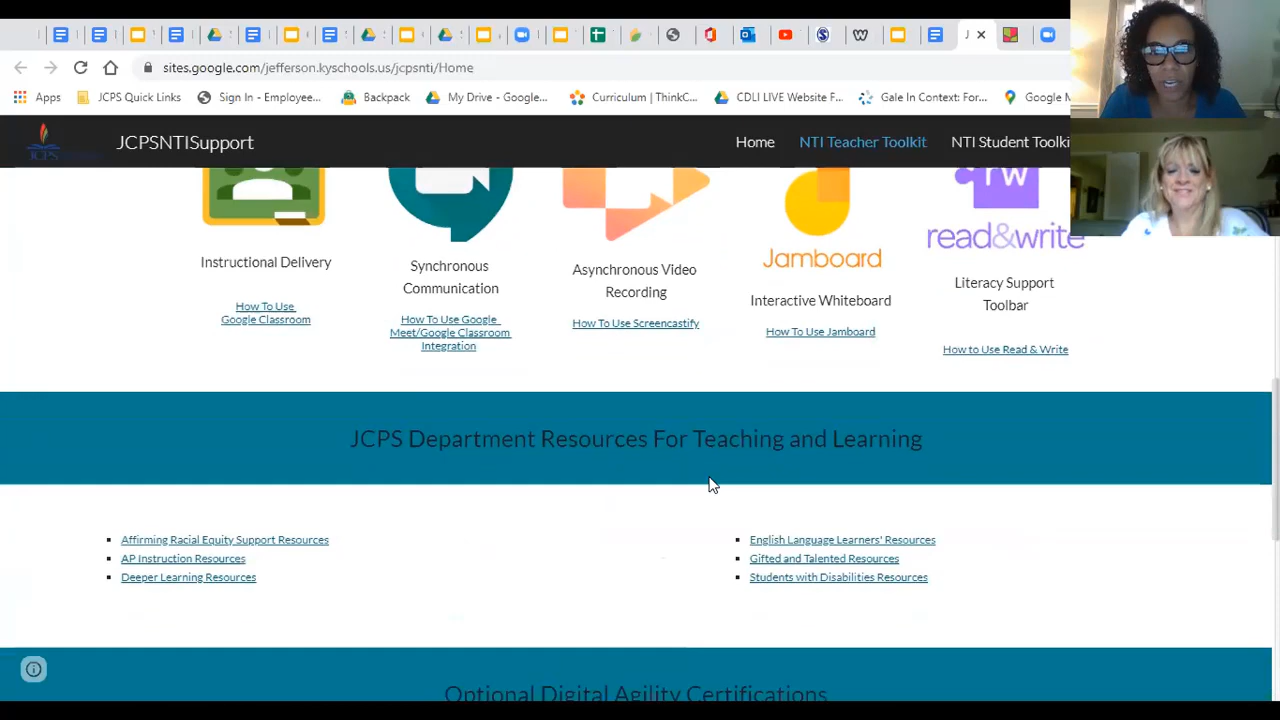 J
sites.google.com/jefferson.kyschools.us/jcpsnti/Home
Apps JCPS Quick Links Sign In - Employee... Backpack My Drive - Google... Curriculum | ThinkC... CDLI LIVE Website F... Gale In Context: For... Google M
JCPS JCPSNTISupport Home NTI Teacher Toolkit NTI Student Toolki
rw
read&write
Jamboard
Instructional Delivery
Synchronous
Communication
Asynchronous Video
Recording
Interactive Whiteboard
Literacy Support
Toolbar
How To Use
Google Classroom
How To Use Google
Meet/Google Classroom
Integration
How To Use Screencastify
How To Use Jamboard
How to Use Read & Write
JCPS Department Resources For Teaching and Learning
Affirming Racial Equity Support Resources
AP Instruction Resources
Deeper Learning Resources
English Language Learners' Resources
Gifted and Talented Resources
Students with Disabilities Resources
Optional Digital Agility Certifications